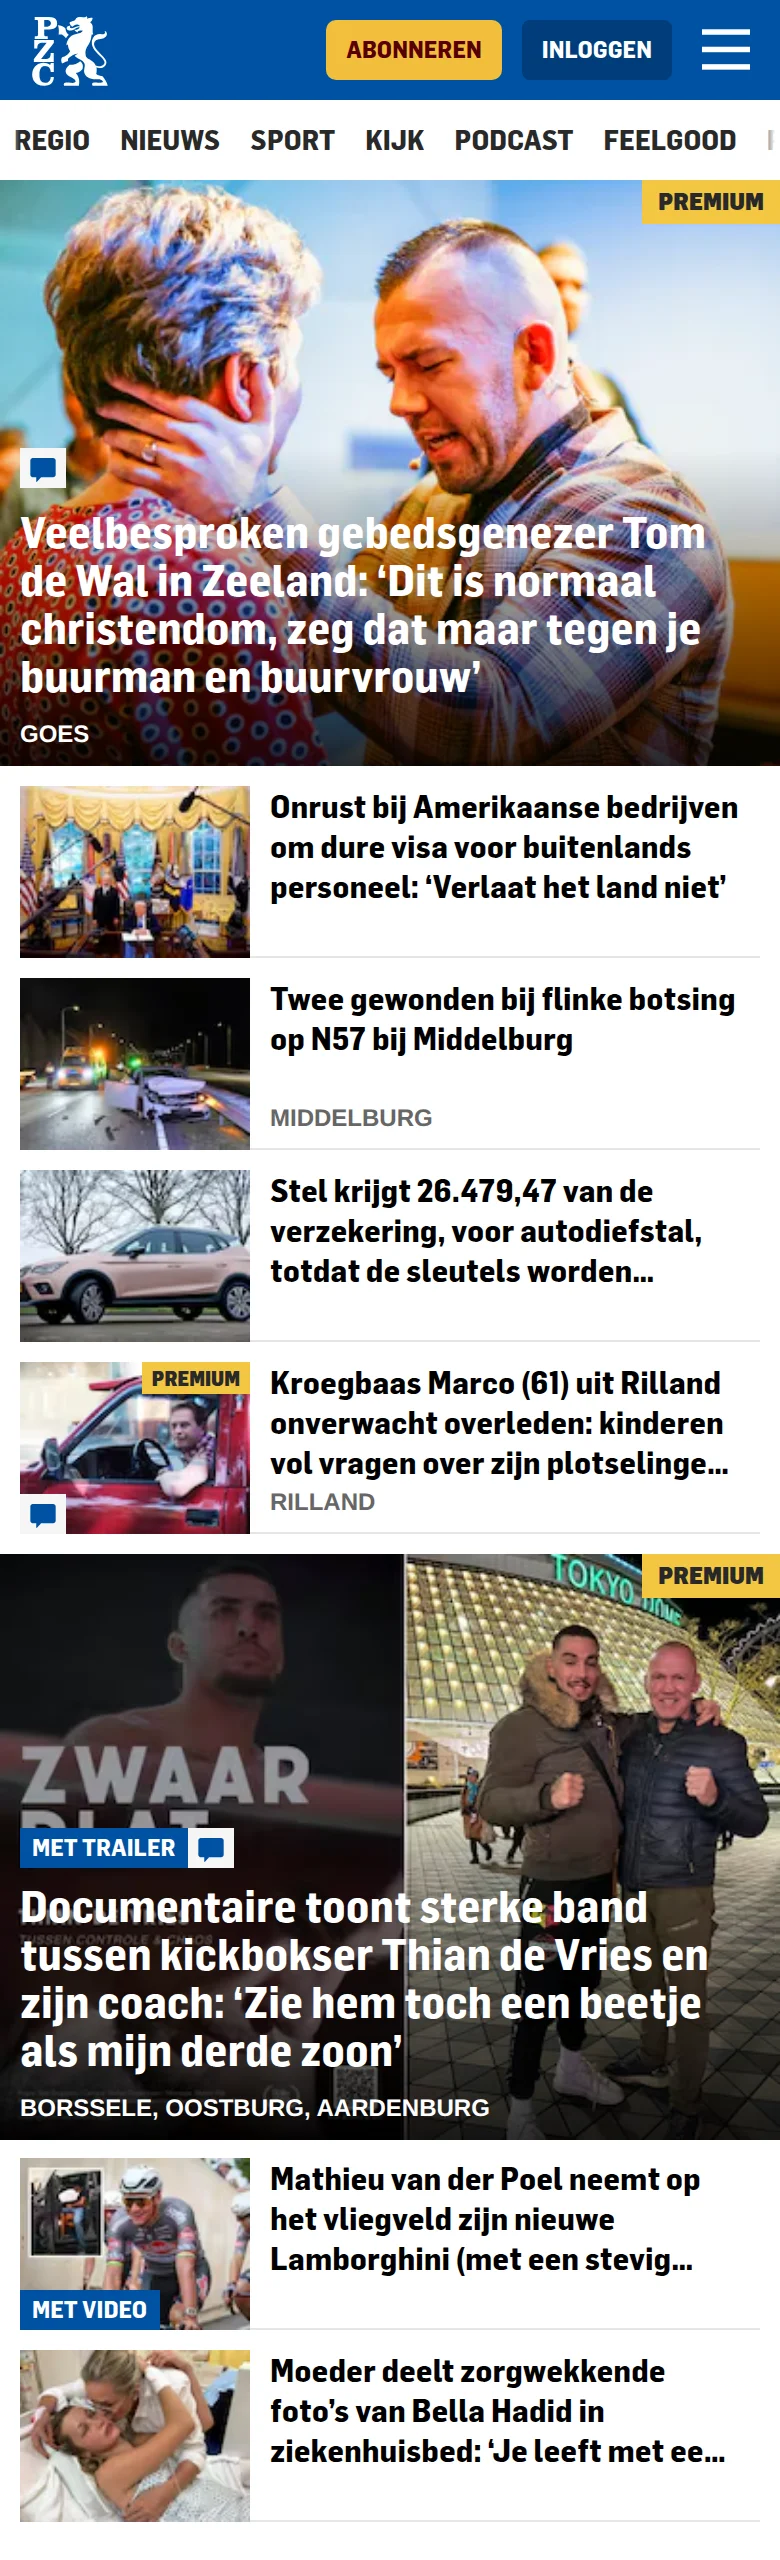 PZC
ABONNEREN
INLOGGEN
REGIO NIEUWS SPORT KIJK PODCAST FEELGOOD
PREMIUM
Veelbesproken gebedsgenezer Tom
de Wal in Zeeland: ‘Dit is normaal
christendom, zeg dat maar tegen je
buurman en buurvrouw’
GOES
Onrust bij Amerikaanse bedrijven
om dure visa voor buitenlands
personeel: ‘Verlaat het land niet’
Twee gewonden bij flinke botsing
op N57 bij Middelburg
MIDDELBURG
Stel krijgt 26.479,47 van de
verzekering, voor autodiefstal,
totdat de sleutels worden...
PREMIUM
Kroegbaas Marco (61) uit Rilland
onverwacht overleden: kinderen
vol vragen over zijn plotselinge...
RILLAND
PREMIUM
TOKYO DOME
ZWAAR
MET TRAILER
Documentaire toont sterke band
TUSSEN CONTROLE & CHAOS
tussen kickbokser Thian de Vries en
zijn coach: ‘Zie hem toch een beetje
als mijn derde zoon’
BORSSELE, OOSTBURG, AARDENBURG
Mathieu van der Poel neemt op
het vliegveld zijn nieuwe
Lamborghini (met een stevig...
MET VIDEO
Moeder deelt zorgwekkende
foto’s van Bella Hadid in
ziekenhuisbed: ‘Je leeft met ee...